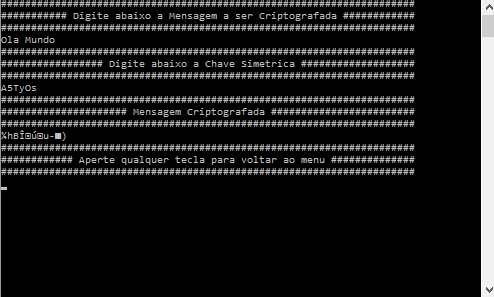 #####################################################################
########### Digite abaixo a Mensagem a ser Criptografada ############
#####################################################################
Ola Mundo
#####################################################################
################# Digite abaixo a Chave Simetrica ###################
#####################################################################
A5TyOs
#####################################################################
##################### Mensagem Criptografada ########################
#####################################################################
#####################################################################
############ Aperte qualquer tecla para voltar ao menu ##############
#####################################################################